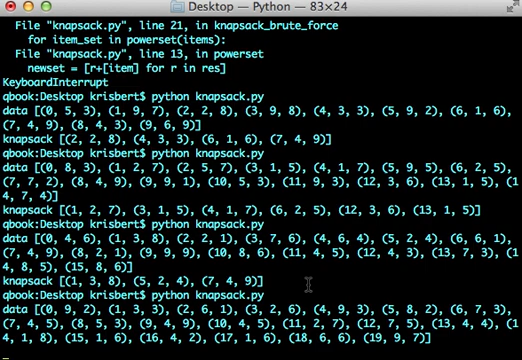 Desktop — Python — 83×24
File "knapsack.py", line 21, in knapsack_brute_force
for item_set in powerset(items):
File "knapsack.py", line 13, in powerset
newset = [r+[item] for r in res]
KeyboardInterrupt
qbook:Desktop krisbert$ python knapsack.py
data [(0, 5, 3), (1, 9, 7), (2, 2, 8), (3, 9, 8), (4, 3, 3), (5, 9, 2), (6, 1, 6),
(7, 4, 9), (8, 4, 3), (9, 6, 9)]
knapsack [(2, 2, 8), (4, 3, 3), (6, 1, 6), (7, 4, 9)]
qbook:Desktop krisbert$ python knapsack.py
data [(0, 8, 3), (1, 2, 7), (2, 5, 7), (3, 1, 5), (4, 1, 7), (5, 9, 5), (6, 2, 5),
(7, 7, 2), (8, 4, 9), (9, 9, 1), (10, 5, 3), (11, 9, 3), (12, 3, 6), (13, 1, 5), (1
4, 7, 4)]
knapsack [(1, 2, 7), (3, 1, 5), (4, 1, 7), (6, 2, 5), (12, 3, 6), (13, 1, 5)]
qbook:Desktop krisbert$ python knapsack.py
data [(0, 4, 6), (1, 3, 8), (2, 2, 1), (3, 7, 6), (4, 6, 4), (5, 2, 4), (6, 6, 1),
(7, 4, 9), (8, 2, 1), (9, 9, 9), (10, 8, 6), (11, 4, 5), (12, 4, 3), (13, 7, 3), (1
4, 8, 5), (15, 8, 6)]
knapsack [(1, 3, 8), (5, 2, 4), (7, 4, 9)]
qbook:Desktop krisbert$ python knapsack.py
data [(0, 9, 2), (1, 3, 3), (2, 6, 1), (3, 2, 6), (4, 9, 3), (5, 8, 2), (6, 7, 3),
(7, 4, 5), (8, 5, 3), (9, 4, 9), (10, 4, 5), (11, 2, 7), (12, 7, 5), (13, 4, 4), (1
4, 1, 8), (15, 1, 6), (16, 4, 2), (17, 1, 6), (18, 6, 6), (19, 9, 7)]